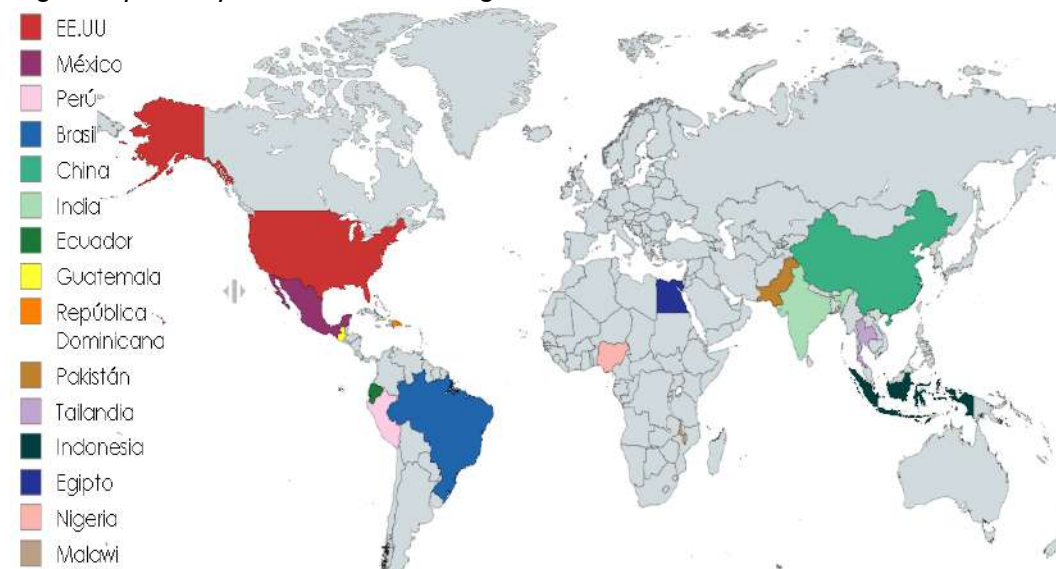 EE.UU
México
Perú
Brasil
China
India
Ecuador
Guatemala
República
Dominicana
Pakistán
Tailandia
Indonesia
Egipto
Nigeria
Malawi